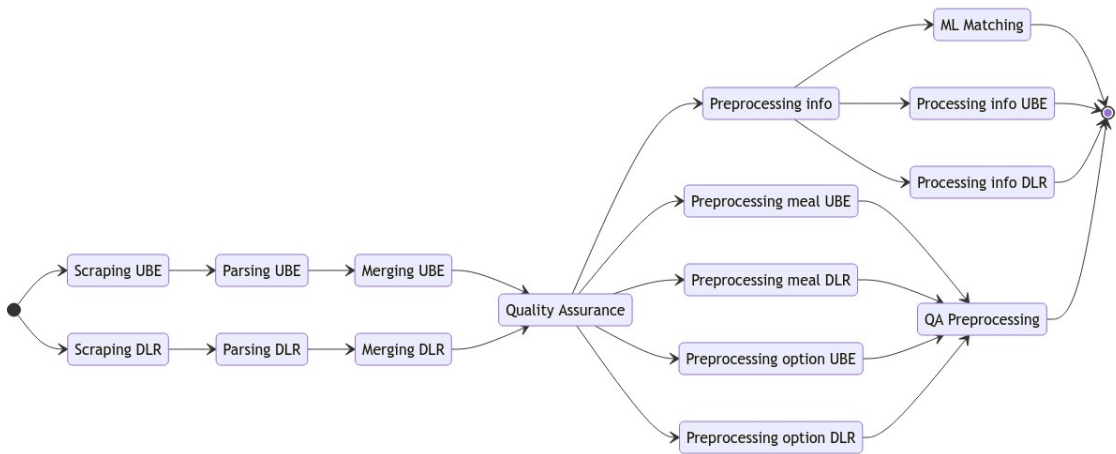 ML Matching
Preprocessing info
Processing info UBE
Processing info DLR
Preprocessing meal UBE
Scraping UBE
Parsing UBE
Merging UBE
Preprocessing meal DLR
Quality Assurance
QA Preprocessing
Scraping DLR
Parsing DLR
Merging DLR
Preprocessing option UBE
Preprocessing option DLR